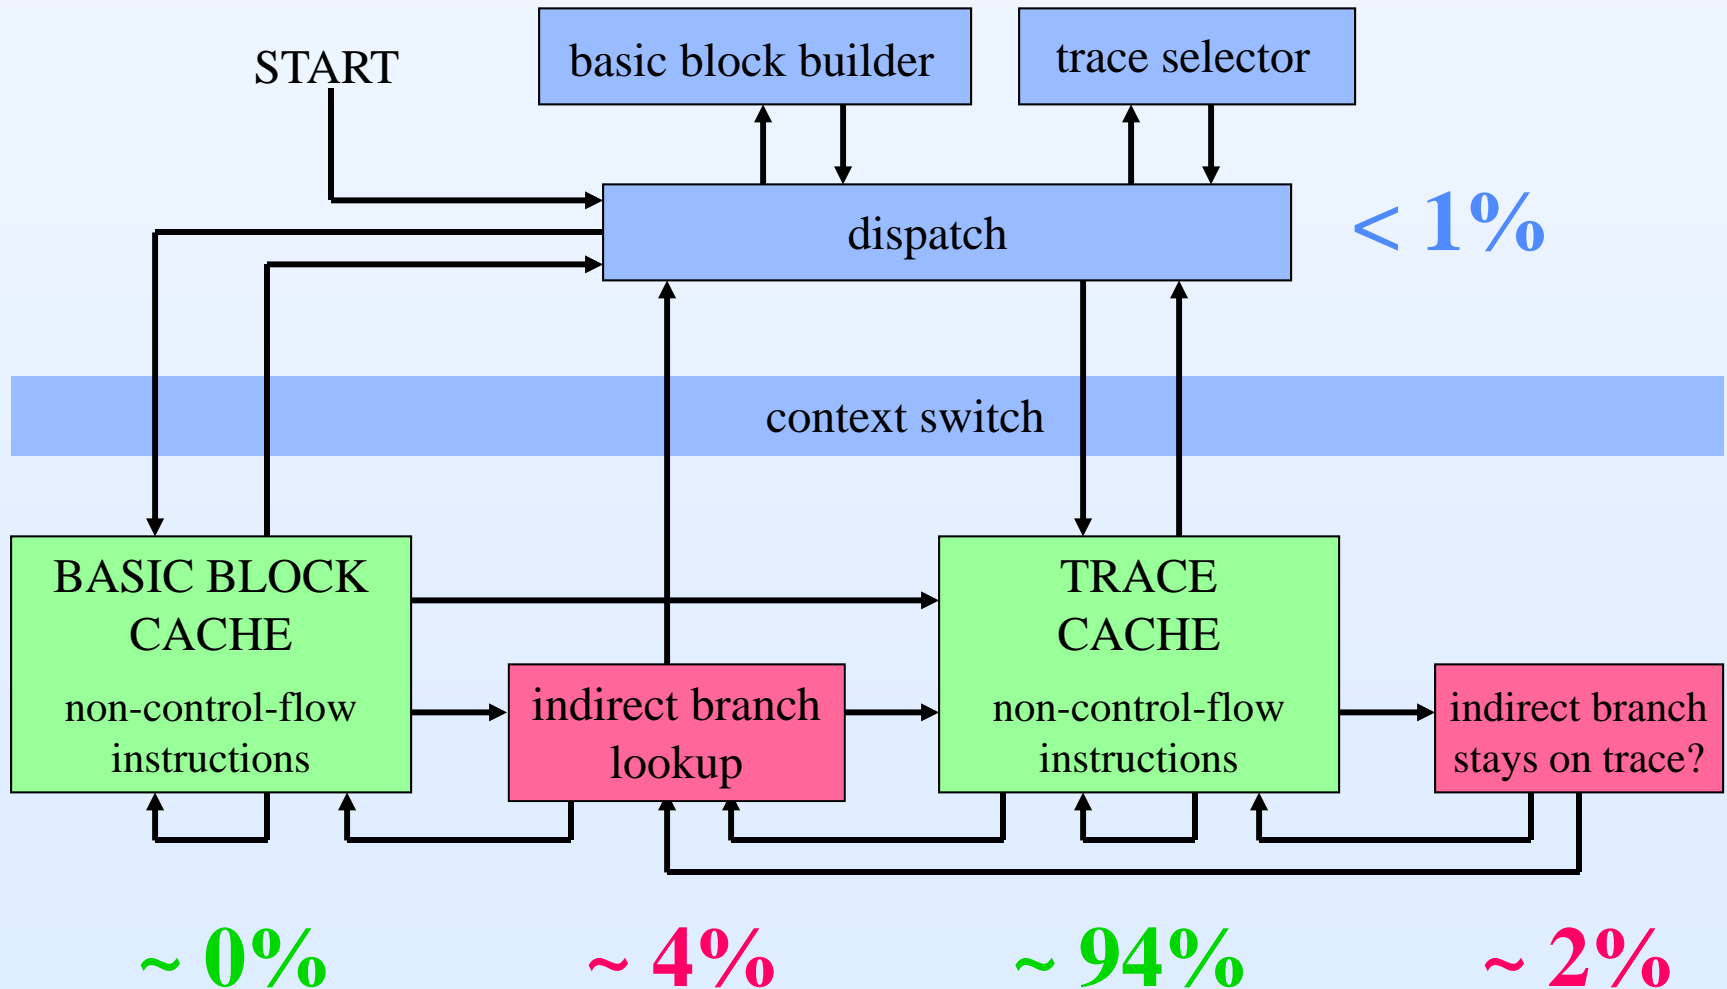 START
basic block builder
trace selector
dispatch
< 1%
context switch
BASIC BLOCK
CACHE
non-control-flow
instructions
indirect branch
lookup
TRACE
CACHE
non-control-flow
instructions
indirect branch
stays on trace?
~ 0%
~ 4%
~ 94%
~ 2%